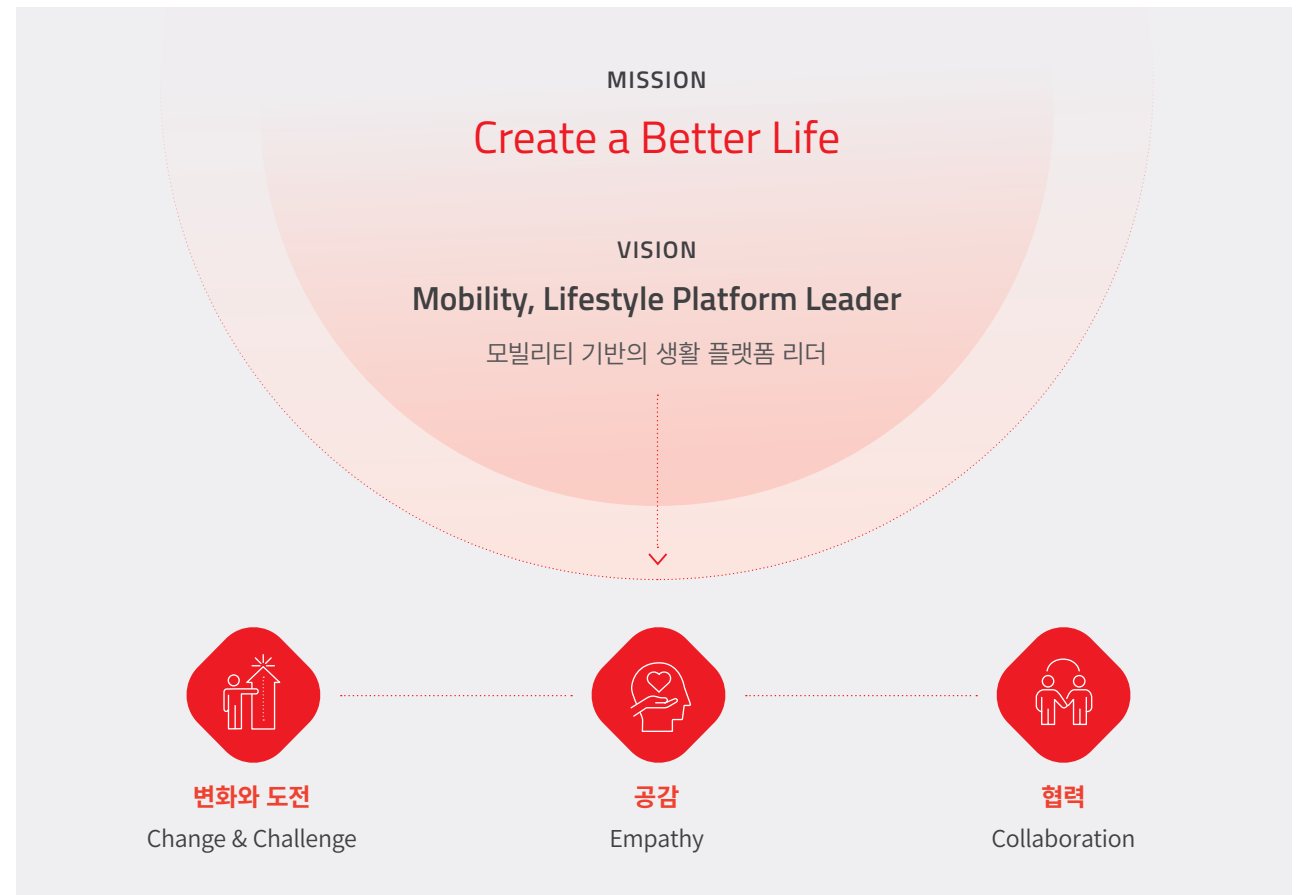 MISSION
Create a Better Life
VISION
Mobility, Lifestyle Platform Leader
모빌리티 기반의 생활 플랫폼 리더
변화와 도전
Change & Challenge
공감
Empathy
협력
Collaboration